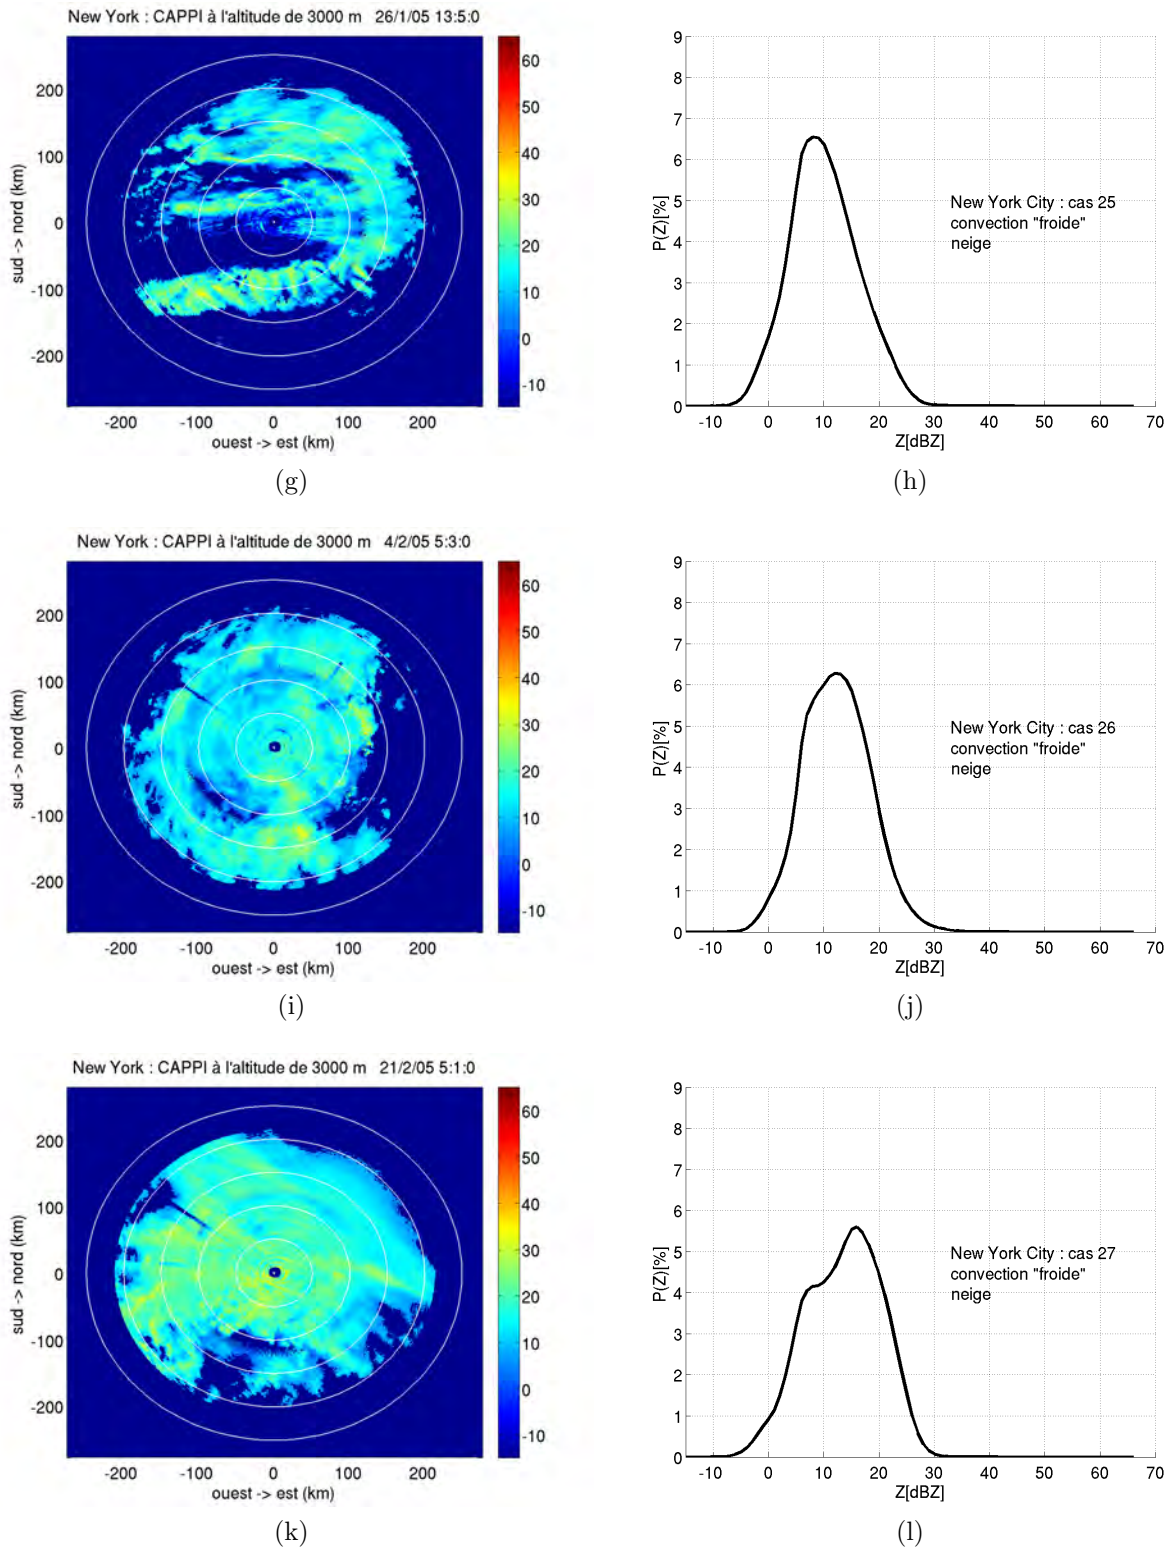 New York : CAPPI à l'altitude de 3000 m 26/1/05 13:5:0
200
100
0
-100
-200
sud -> nord (km)
-200 -100 0 100 200
ouest -> est (km)
60
50
40
30
20
10
0
-10
(g)
9
8
7
6
5
4
3
2
1
0
P(Z)[%]
New York City : cas 25
convection "froide"
neige
-10 0 10 20 30 40 50 60 70
Z[dBZ]
(h)
New York : CAPPI à l'altitude de 3000 m 4/2/05 5:3:0
200
100
0
-100
-200
sud -> nord (km)
-200 -100 0 100 200
ouest -> est (km)
60
50
40
30
20
10
0
-10
(i)
9
8
7
6
5
4
3
2
1
0
P(Z)[%]
New York City : cas 26
convection "froide"
neige
-10 0 10 20 30 40 50 60 70
Z[dBZ]
(j)
New York : CAPPI à l'altitude de 3000 m 21/2/05 5:1:0
200
100
0
-100
-200
sud -> nord (km)
-200 -100 0 100 200
ouest -> est (km)
60
50
40
30
20
10
0
-10
(k)
9
8
7
6
5
4
3
2
1
0
P(Z)[%]
New York City : cas 27
convection "froide"
neige
-10 0 10 20 30 40 50 60 70
Z[dBZ]
(l)